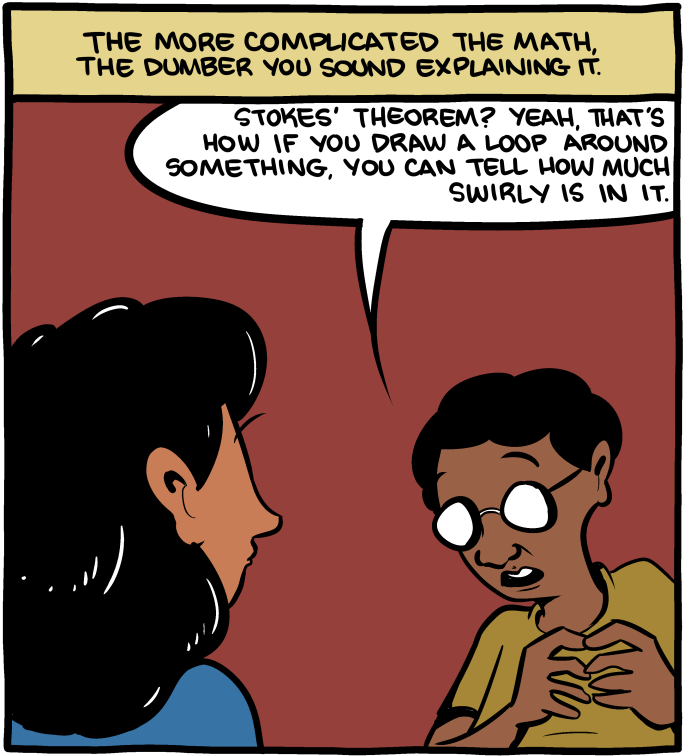 THE MORE COMPLICATED THE MATH,
THE DUMBER YOU SOUND EXPLAINING IT.
STOKES' THEOREM? YEAH, THAT'S
HOW IF YOU DRAW A LOOP AROUND
SOMETHING, YOU CAN TELL HOW MUCH
SWIRLY IS IN IT.